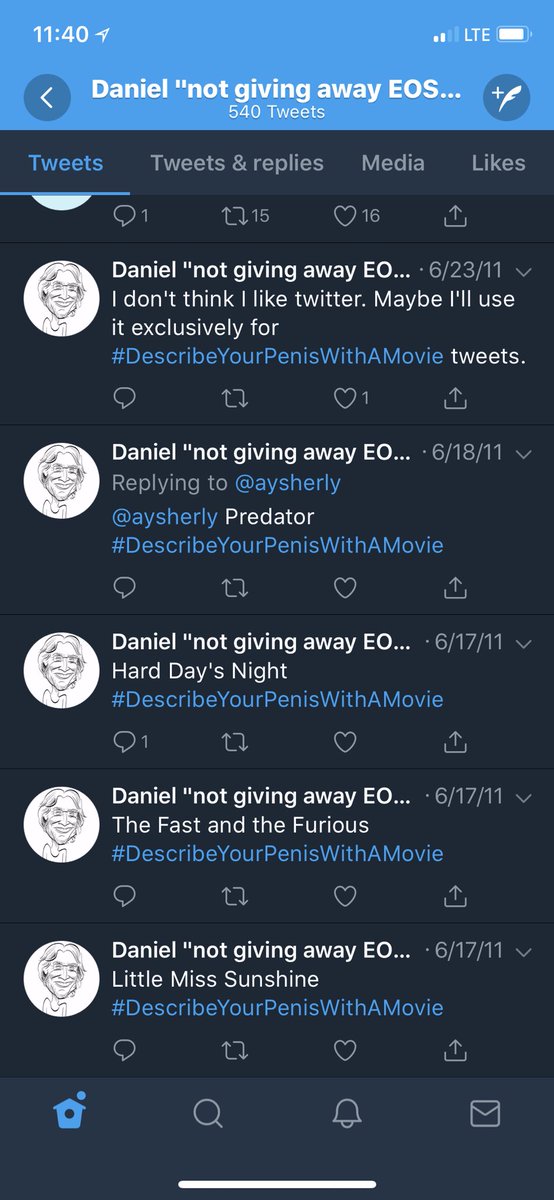 11:40
LTE
Daniel "not giving away EOS...
540 Tweets
Tweets
Tweets & replies
Media
Likes
1
15
16
Daniel "not giving away EO... · 6/23/11
I don't think I like twitter. Maybe I'll use
it exclusively for
#DescribeYourPenisWithAMovie tweets.
1
Daniel "not giving away EO... · 6/18/11
Replying to @aysherly
@aysherly Predator
#DescribeYourPenisWithAMovie
Daniel "not giving away EO... · 6/17/11
Hard Day's Night
#DescribeYourPenisWithAMovie
1
Daniel "not giving away EO... · 6/17/11
The Fast and the Furious
#DescribeYourPenisWithAMovie
Daniel "not giving away EO... · 6/17/11
Little Miss Sunshine
#DescribeYourPenisWithAMovie